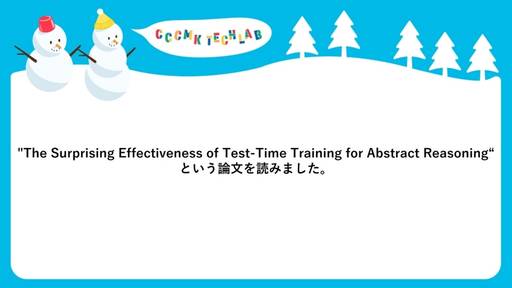 CCCMK TECHLAB
"The Surprising Effectiveness of Test-Time Training for Abstract Reasoning“
という論文を読みました。